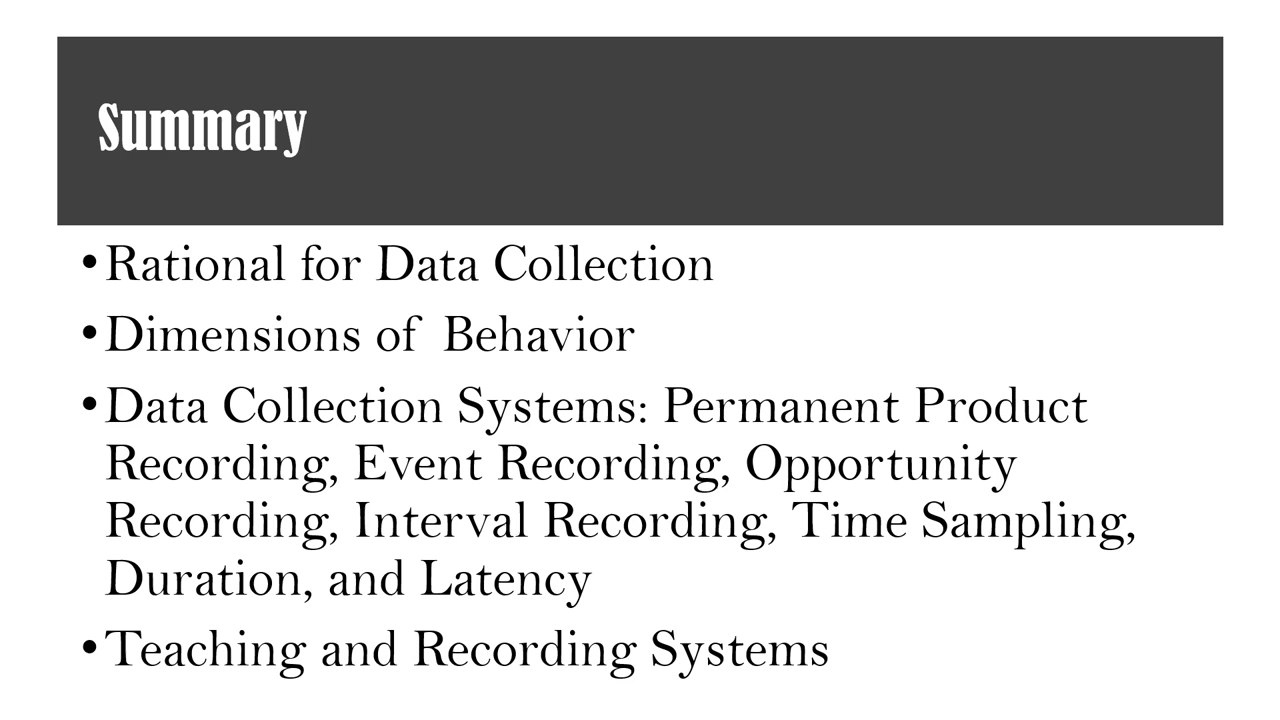 Summary
•Rational for Data Collection
•Dimensions of  Behavior
•Data Collection Systems: Permanent Product
Recording, Event Recording, Opportunity
Recording, Interval Recording, Time Sampling,
Duration, and Latency
•Teaching and Recording Systems